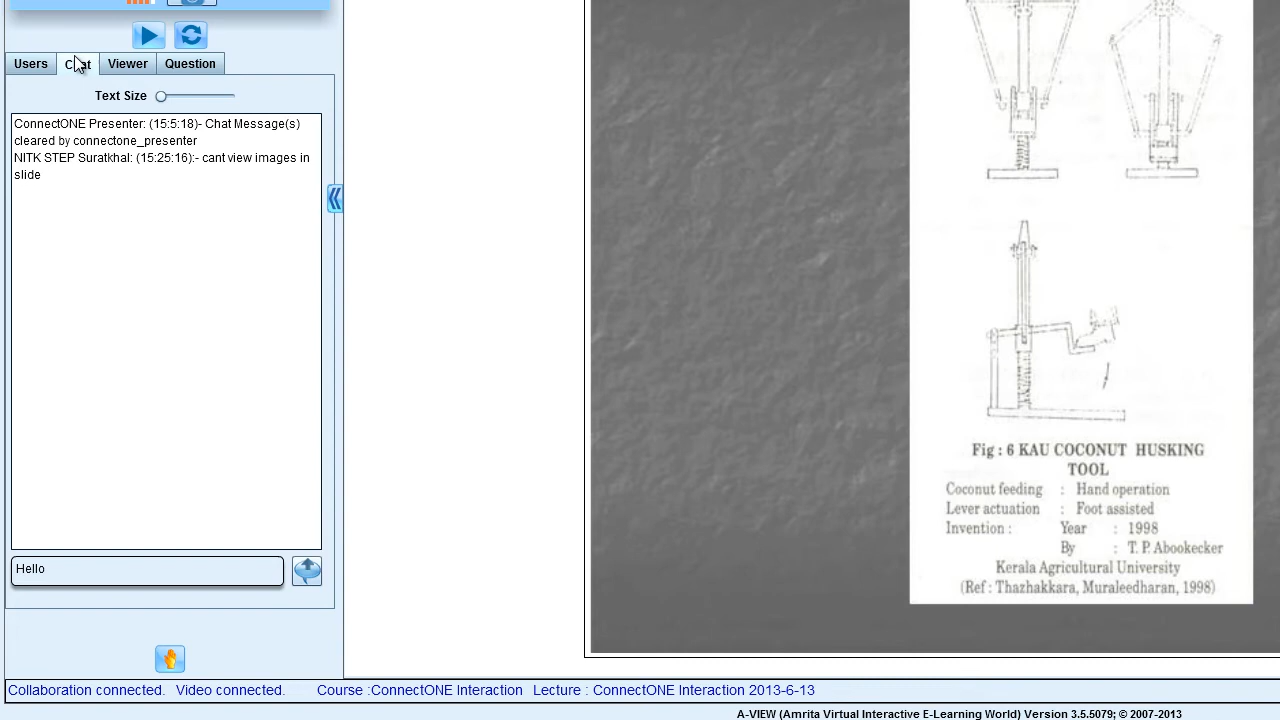 Users Chat Viewer Question
Text Size
ConnectONE Presenter: (15:5:18)- Chat Message(s)
cleared by connectone_presenter
NITK STEP Suratkhal: (15:25:16):- cant view images in
slide
Hello
Fig : 6 KAU COCONUT HUSKING
TOOL
Coconut feeding : Hand operation
Lever actuation : Foot assisted
Invention : Year : 1998
By : T. P. Abookecker
Kerala Agricultural University
(Ref : Thazhakkara, Muraleedharan, 1998)
Collaboration connected. Video connected. Course :ConnectONE Interaction Lecture : ConnectONE Interaction 2013-6-13
A-VIEW (Amrita Virtual Interactive E-Learning World) Version 3.5.5079; © 2007-2013